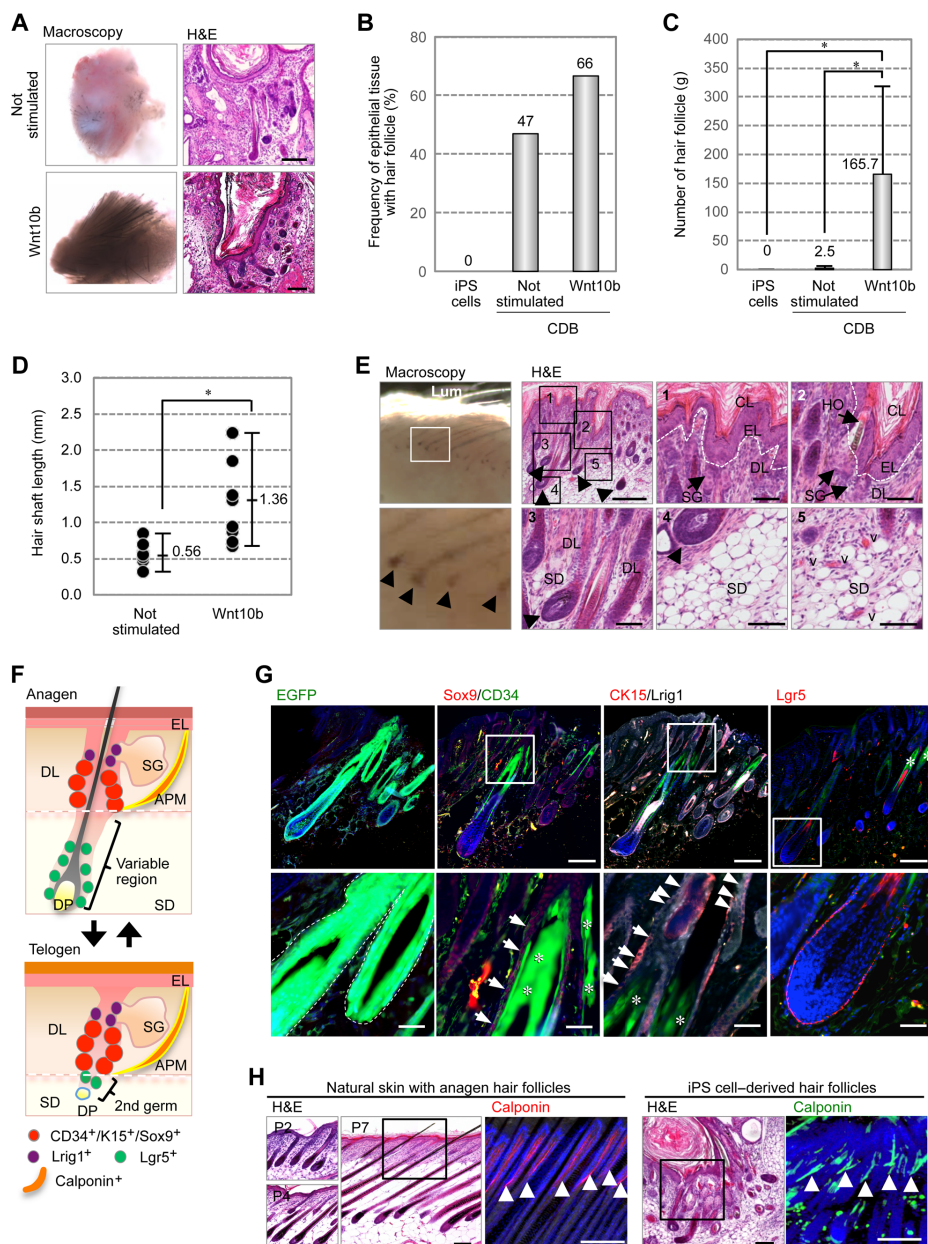 A
Macroscopy
H&E
Not
stimulated
Wnt10b
B
Frequency of epithelial tissue
with hair follicle (%)
80
60
40
20
0
0
47
66
iPS
cells
Not
stimulated
Wnt10b
CDB
C
Number of hair follicle (g)
400
350
300
250
200
150
100
50
0
*
*
0
2.5
165.7
iPS
cells
Not
stimulated
Wnt10b
CDB
D
Hair shaft length (mm)
3.0
2.5
2.0
1.5
1.0
0.5
0.0
*
0.56
1.36
Not
stimulated
Wnt10b
E
Macroscopy
H&E
Lum
1
2
3
4
5
1
CL
EL
DL
SG
2
HO
CL
EL
SG
DL
3
DL
DL
SD
4
SD
5
v
v
SD
v
F
Anagen
EL
DL
SG
APM
Variable
region
DP
SD
Telogen
EL
DL
SG
APM
SD
DP
2nd germ
CD34+/K15+/Sox9+
Lrig1+
Lgr5+
Calponin+
G
EGFP
Sox9/CD34
CK15/Lrig1
Lgr5
* *
* * *
* *
H
Natural skin with anagen hair follicles
iPS cell–derived hair follicles
H&E
Calponin
H&E
Calponin
P2
P7
P4